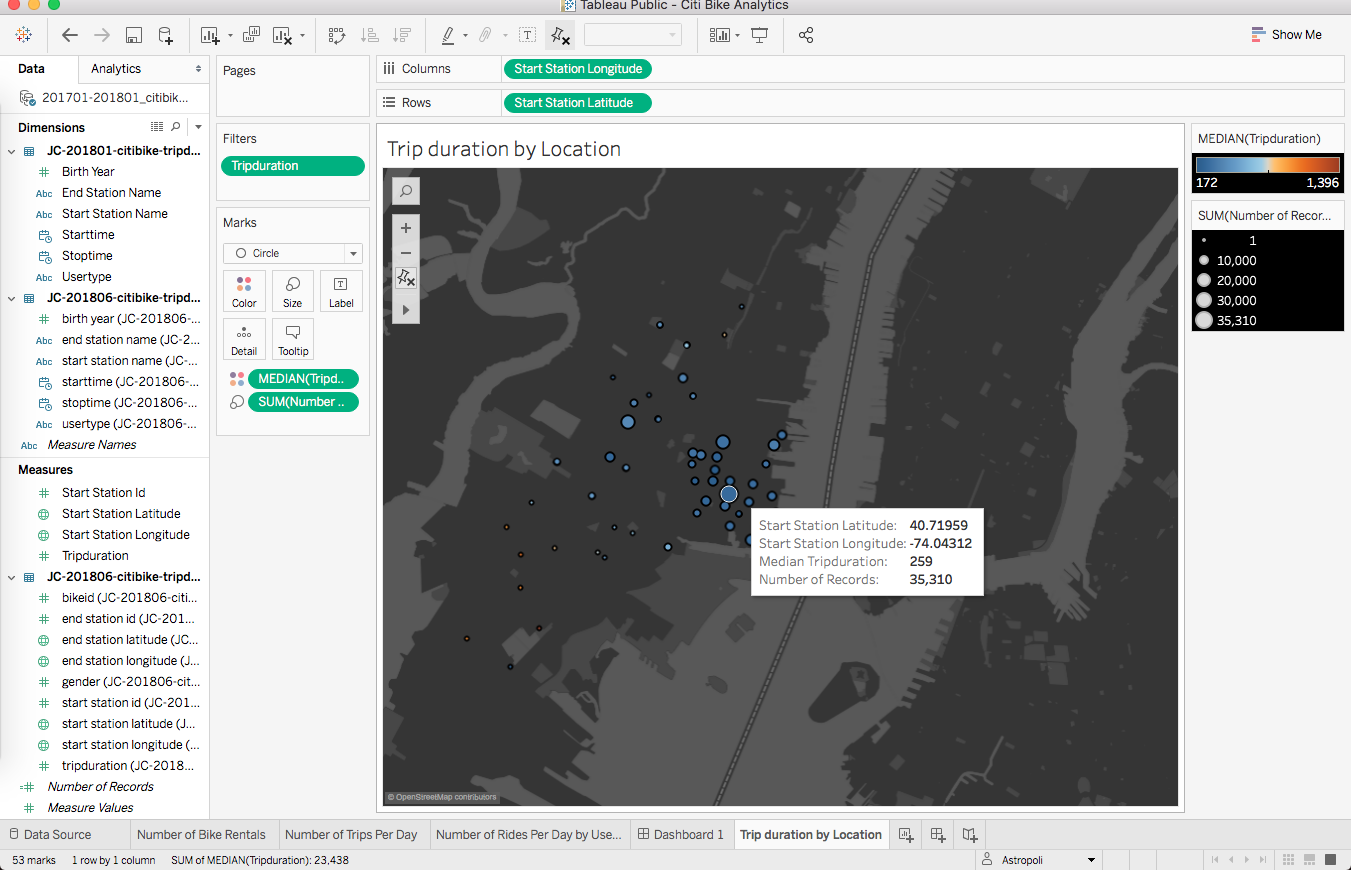 Tableau Public - Citi Bike Analytics
Show Me
Data
Analytics
201701-201801_citibik...
Dimensions
JC-201801-citibike-tripd...
Birth Year
Abc End Station Name
Abc Start Station Name
Starttime
Stoptime
Abc Usertype
JC-201806-citibike-tripd...
birth year (JC-201806-...
Abc end station name (JC-2...
Abc start station name (JC-...
starttime (JC-201806-...
stoptime (JC-201806-...
Abc usertype (JC-201806-...
Abc Measure Names
Measures
Start Station Id
Start Station Latitude
Start Station Longitude
Tripduration
JC-201806-citibike-tripd...
bikeid (JC-201806-citi...
end station id (JC-201...
end station latitude (JC...
end station longitude (J...
gender (JC-201806-cit...
start station id (JC-201...
start station latitude (J...
start station longitude (...
tripduration (JC-2018...
Number of Records
Measure Values
Pages
Filters
Tripduration
Marks
Circle
Color
Size
Label
Detail
Tooltip
MEDIAN(Tripd..
SUM(Number ..
Columns
Start Station Longitude
Rows
Start Station Latitude
Trip duration by Location
Start Station Latitude: 40.71959
Start Station Longitude: -74.04312
Median Tripduration: 259
Number of Records: 35,310
© OpenStreetMap contributors
MEDIAN(Tripduration)
172 1,396
SUM(Number of Recor...
1
10,000
20,000
30,000
35,310
Data Source
Number of Bike Rentals
Number of Trips Per Day
Number of Rides Per Day by Use...
Dashboard 1
Trip duration by Location
53 marks
1 row by 1 column
SUM of MEDIAN(Tripduration): 23,438
Astropoli